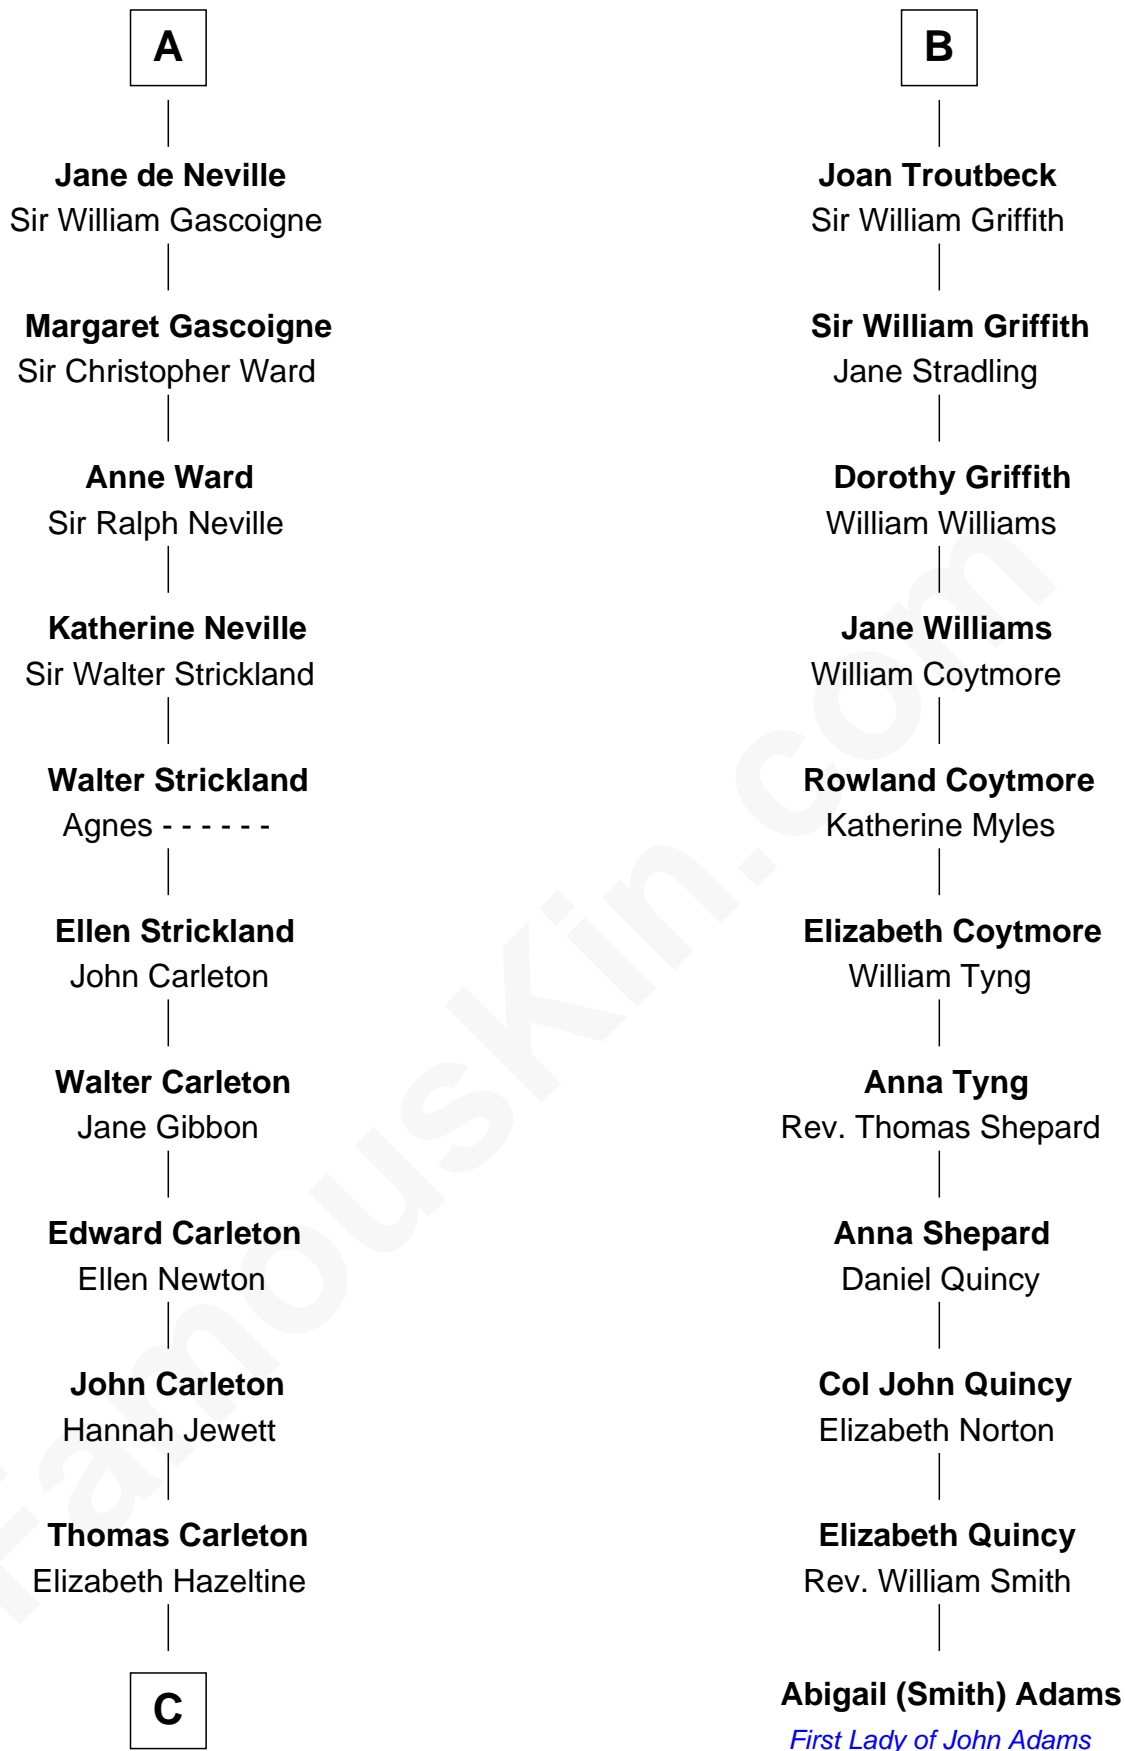 A
Jane de Neville
Sir William Gascoigne
Margaret Gascoigne
Sir Christopher Ward
Anne Ward
Sir Ralph Neville
Katherine Neville
Sir Walter Strickland
Walter Strickland
Agnes - - - - - -
Ellen Strickland
John Carleton
Walter Carleton
Jane Gibbon
Edward Carleton
Ellen Newton
John Carleton
Hannah Jewett
Thomas Carleton
Elizabeth Hazeltine
C
B
Joan Troutbeck
Sir William Griffith
Sir William Griffith
Jane Stradling
Dorothy Griffith
William Williams
Jane Williams
William Coytmore
Rowland Coytmore
Katherine Myles
Elizabeth Coytmore
William Tyng
Anna Tyng
Rev. Thomas Shepard
Anna Shepard
Daniel Quincy
Col John Quincy
Elizabeth Norton
Elizabeth Quincy
Rev. William Smith
Abigail (Smith) Adams
First Lady of John Adams
FamousKin.com